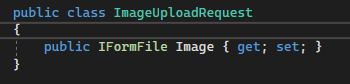 public class ImageUploadRequest
{
    public IFormFile Image { get; set; }
}